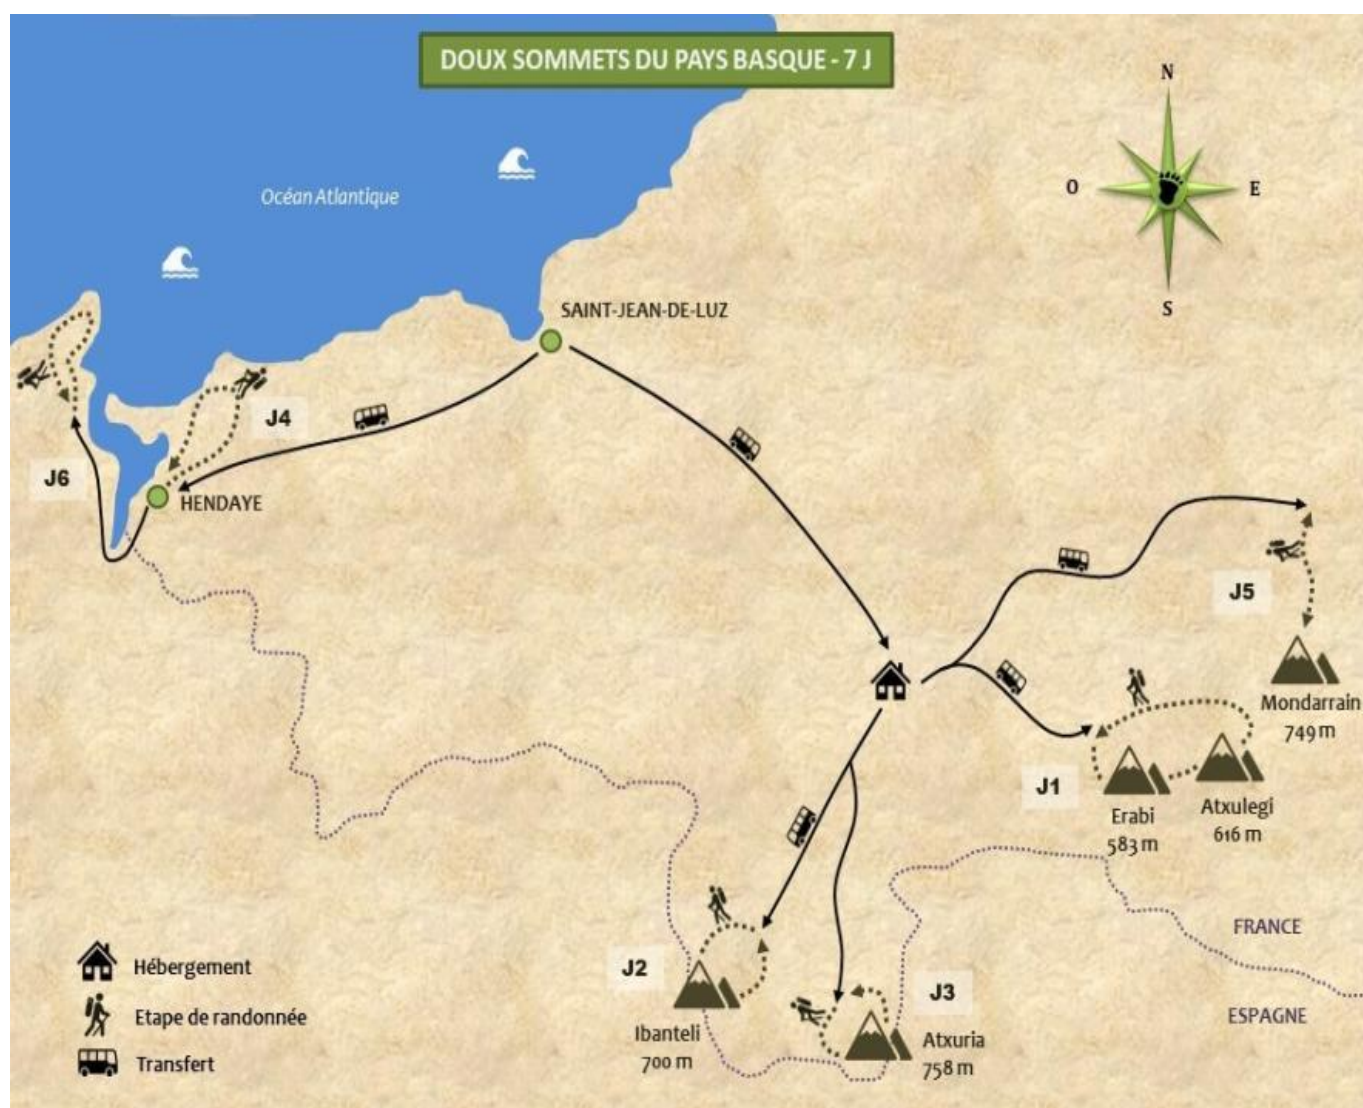 DOUX SOMMETS DU PAYS BASQUE - 7 J
N
O
E
S
Océan Atlantique
SAINT-JEAN-DE-LUZ
J4
J6
HENDAYE
J5
Mondarrain
749 m
J1
Erabi
583 m
Atxulegi
616 m
FRANCE
ESPAGNE
J2
Ibanteli
700 m
J3
Atxuria
758 m
Hébergement
Etape de randonnée
Transfert